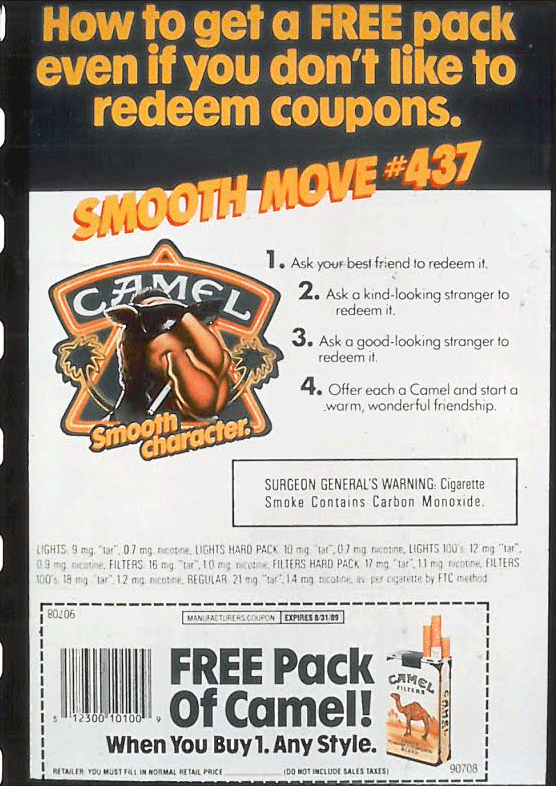 How to get a FREE pack
even if you don't like to
redeem coupons.
SMOOTH MOVE #437
1. Ask your best friend to redeem it.
2. Ask a kind-looking stranger to
redeem it.
3. Ask a good-looking stranger to
redeem it.
4. Offer each a Camel and start a
warm, wonderful friendship.
CAMEL
Smooth
character.
SURGEON GENERAL'S WARNING: Cigarette
Smoke Contains Carbon Monoxide.
LIGHTS: 9 mg. "tar", 0.7 mg. nicotine, LIGHTS HARD PACK: 10 mg. "tar", 0.7 mg. nicotine, LIGHTS 100's: 12 mg. "tar",
0.9 mg. nicotine, FILTERS: 16 mg. "tar", 1.0 mg. nicotine, FILTERS HARD PACK: 17 mg. "tar", 1.1 mg. nicotine, FILTERS
100's: 18 mg. "tar", 1.2 mg. nicotine, REGULAR: 21 mg. "tar", 1.4 mg. nicotine, av. per cigarette by FTC method.
80706
MANUFACTURERS COUPON EXPIRES 8/31/89
FREE Pack
Of Camel!
When You Buy 1. Any Style.
5 12300 10100 9
CAMEL
FILTERS
CAMEL
RETAILER: YOU MUST FILL IN NORMAL RETAIL PRICE (DO NOT INCLUDE SALES TAXES)
90708